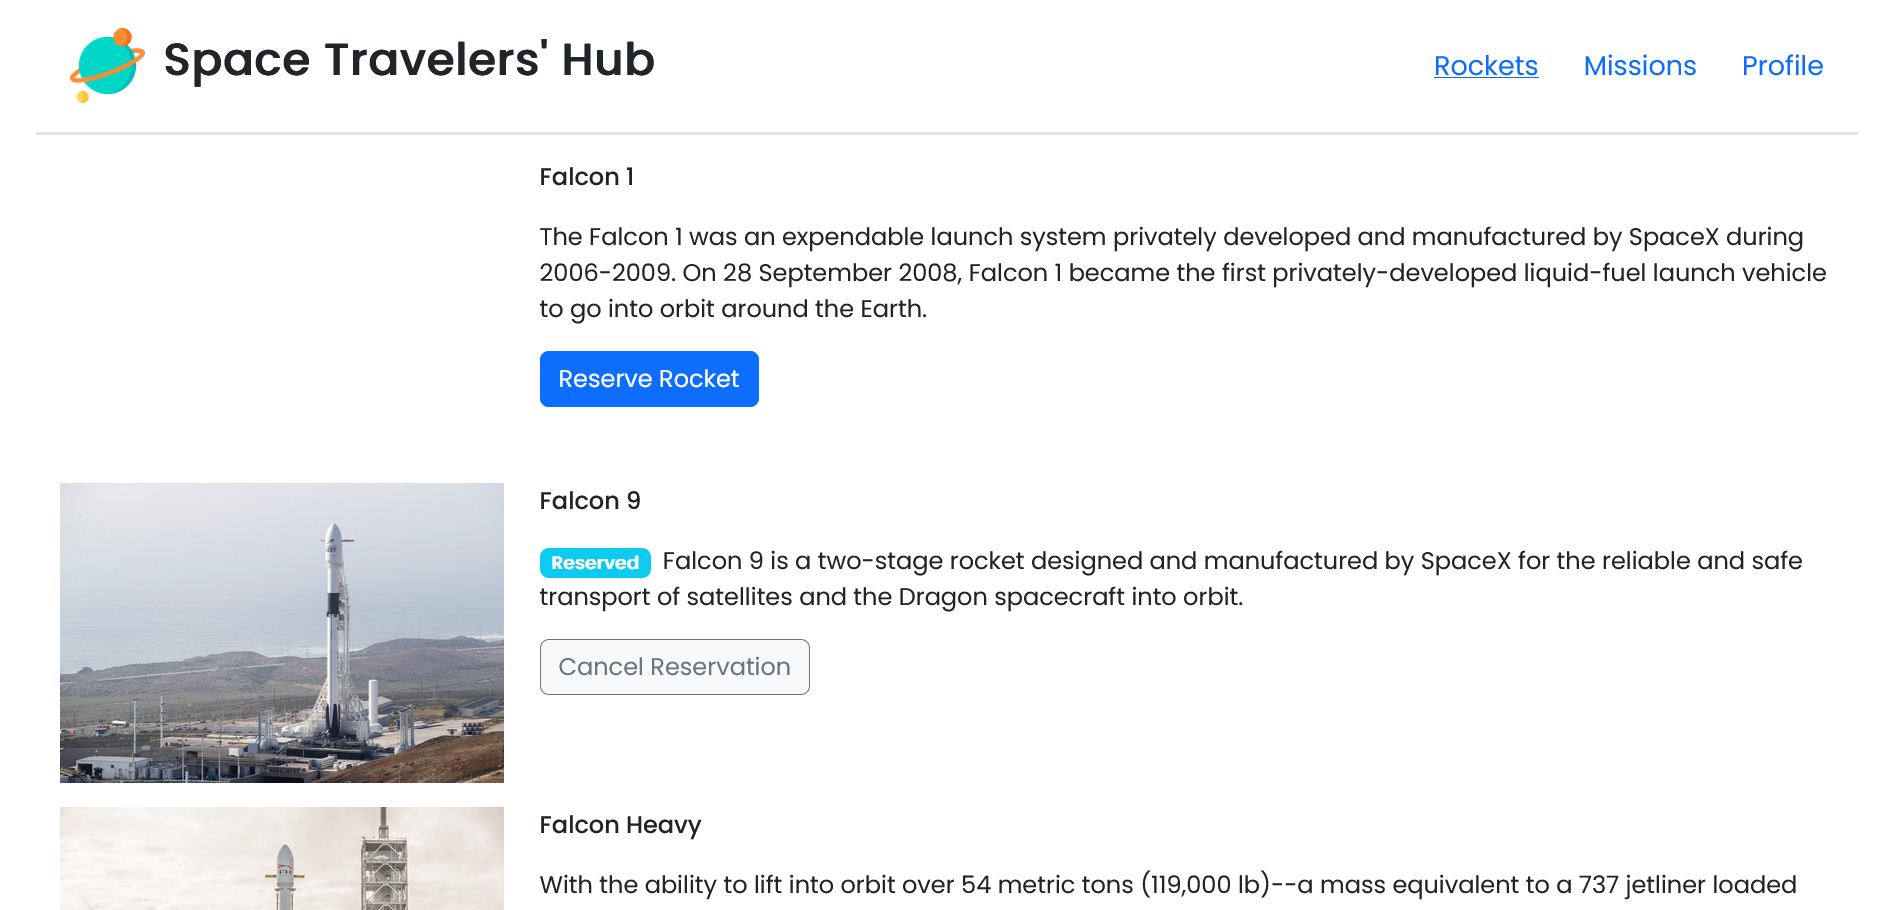 Space Travelers' Hub
Rockets
Missions
Profile
Falcon 1
The Falcon 1 was an expendable launch system privately developed and manufactured by SpaceX during
2006-2009. On 28 September 2008, Falcon 1 became the first privately-developed liquid-fuel launch vehicle
to go into orbit around the Earth.
Reserve Rocket
Falcon 9
Reserved Falcon 9 is a two-stage rocket designed and manufactured by SpaceX for the reliable and safe
transport of satellites and the Dragon spacecraft into orbit.
Cancel Reservation
Falcon Heavy
FH
With the ability to lift into orbit over 54 metric tons (119,000 lb)--a mass equivalent to a 737 jetliner loaded